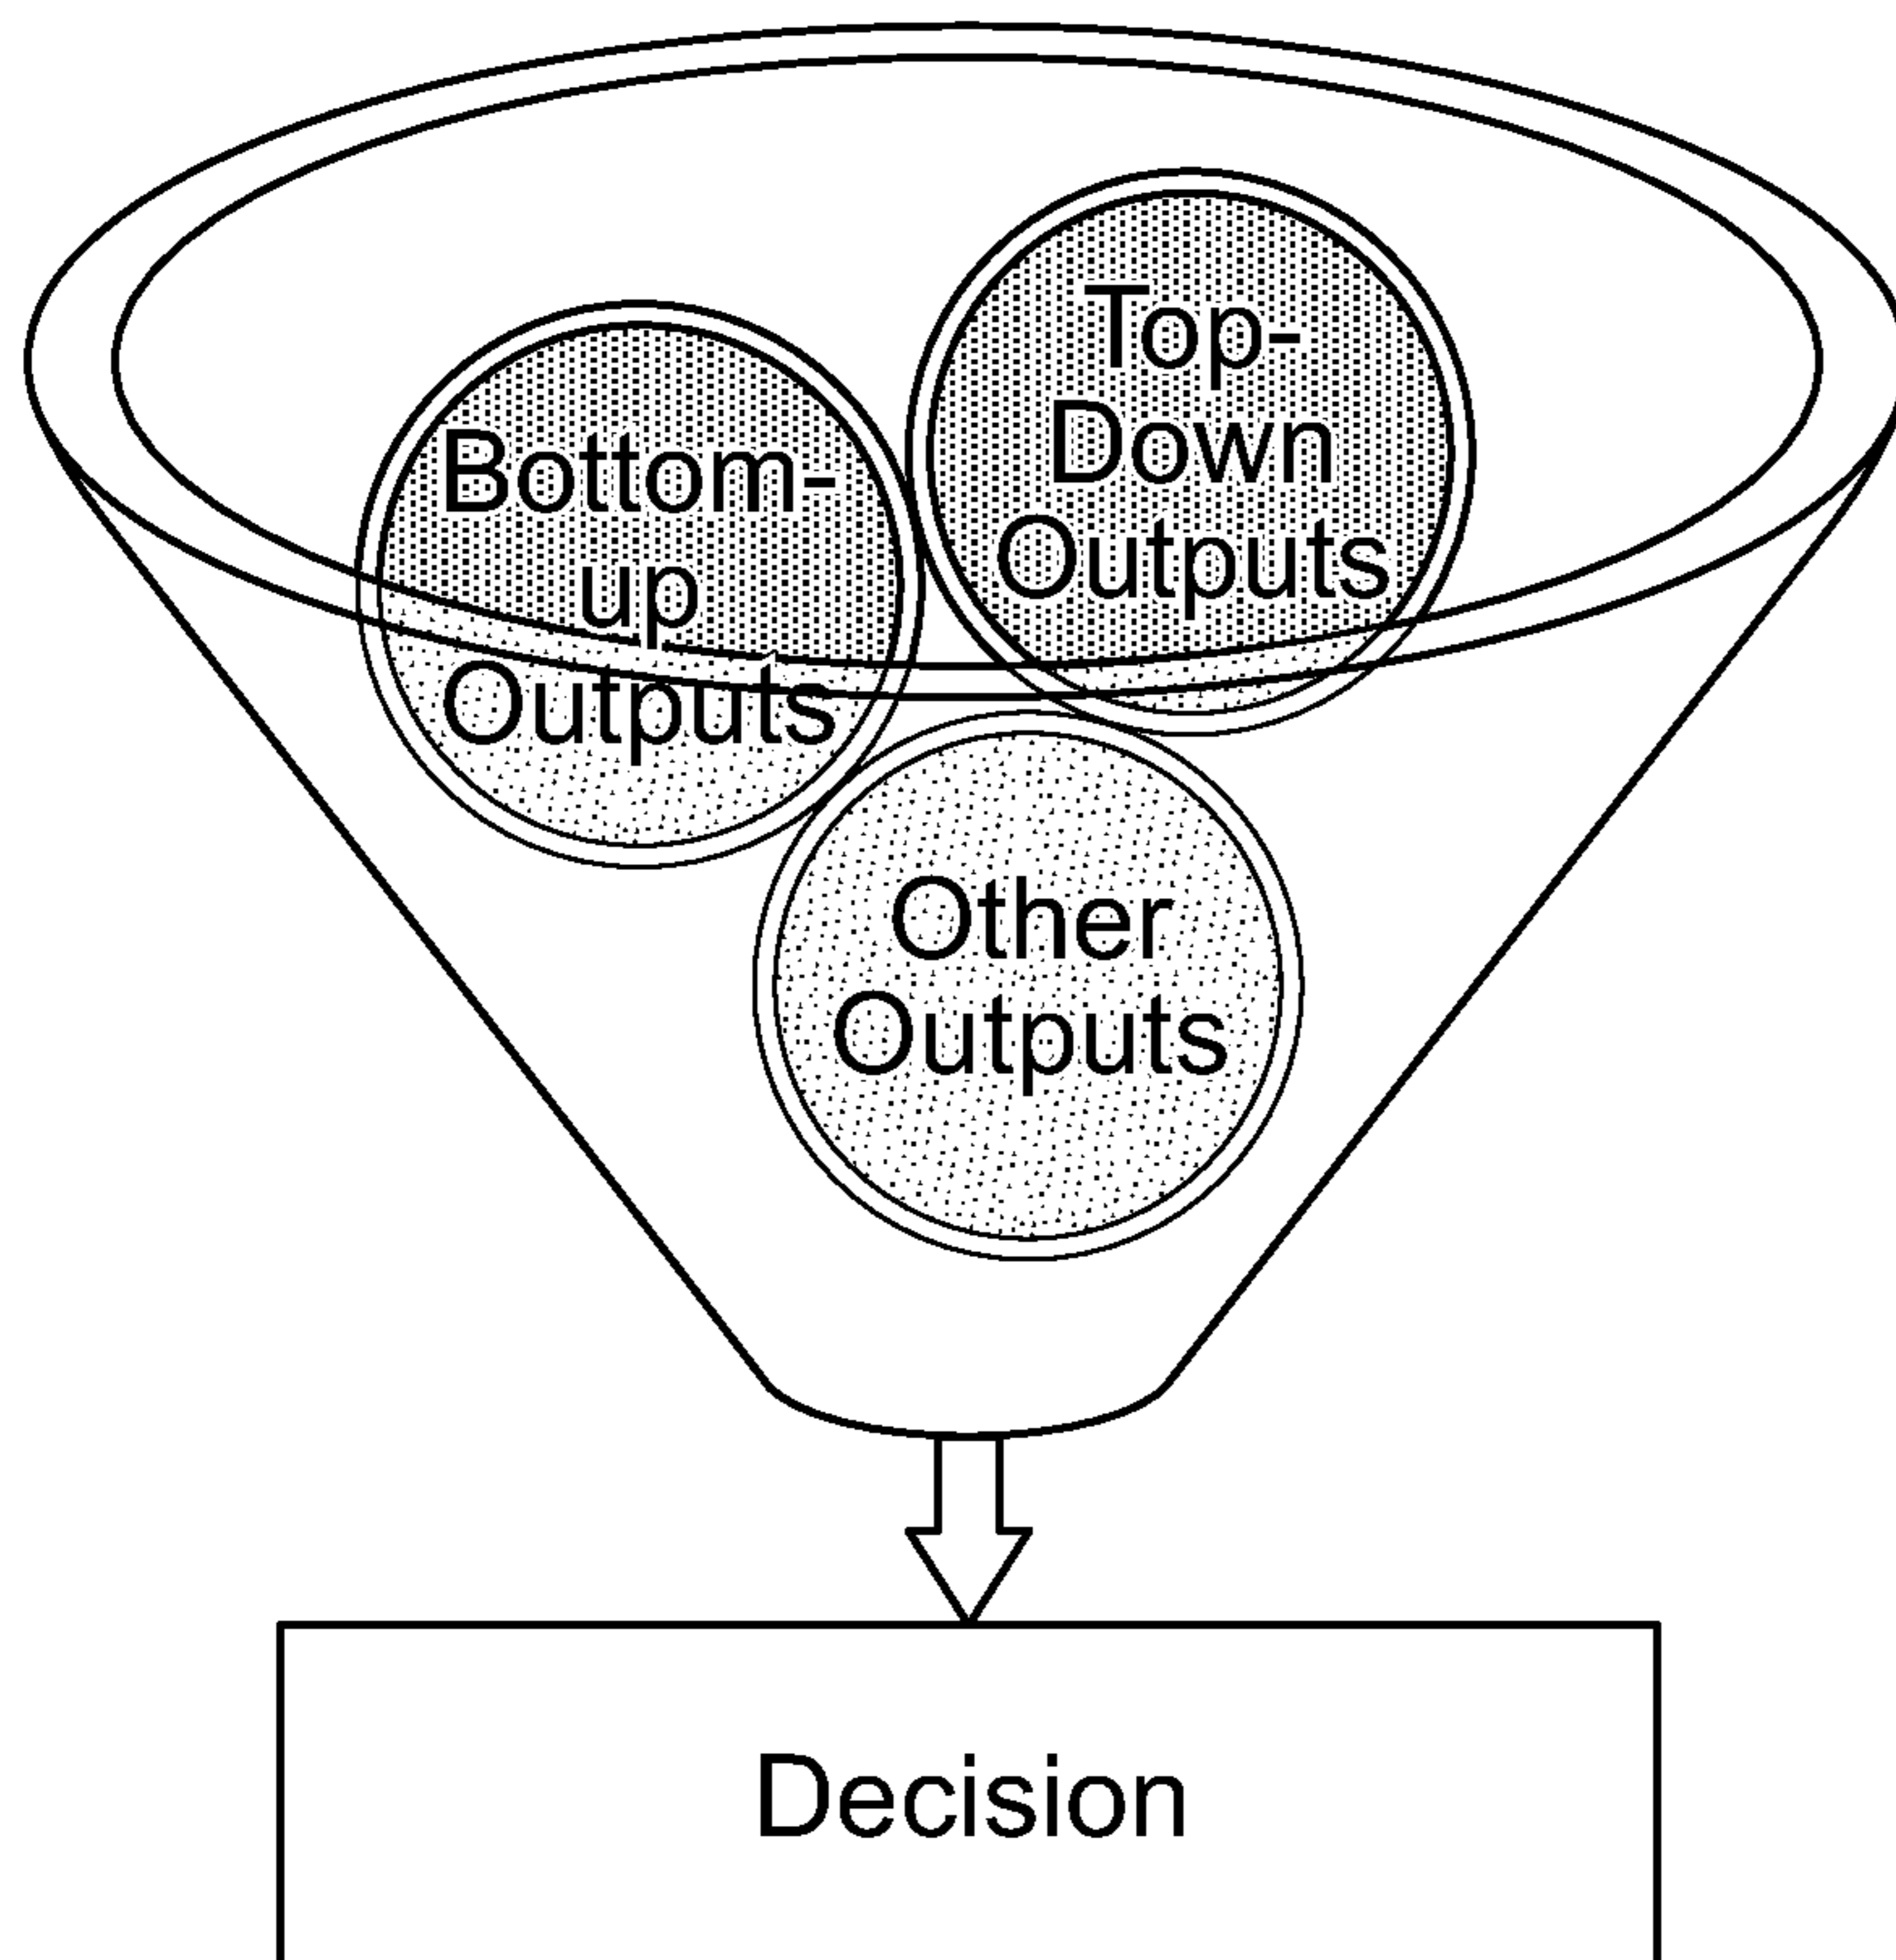 Top-
Down
Outputs
Bottom-
up
Outputs
Other
Outputs
Decision